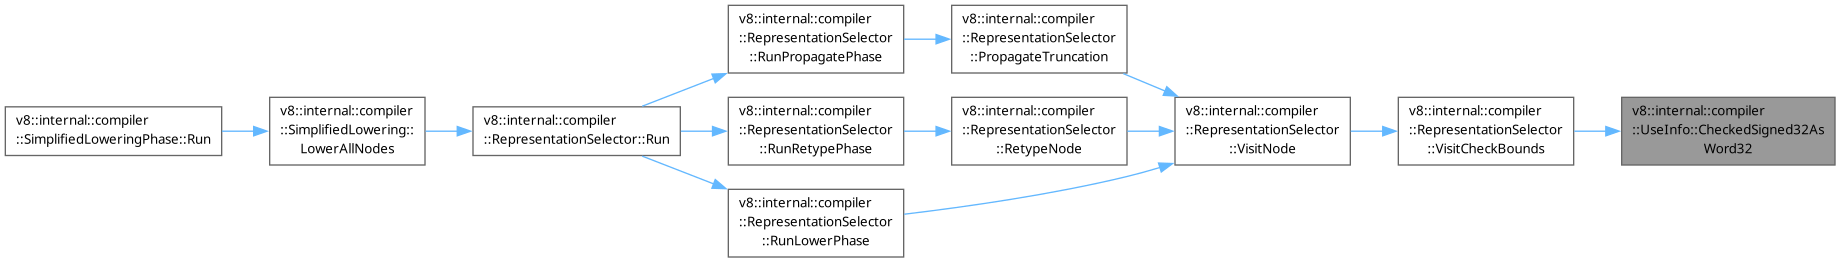 v8::internal::compiler
::SimplifiedLoweringPhase::Run
v8::internal::compiler
::SimplifiedLowering::
LowerAllNodes
v8::internal::compiler
::RepresentationSelector::Run
v8::internal::compiler
::RepresentationSelector
::RunPropagatePhase
v8::internal::compiler
::RepresentationSelector
::PropagateTruncation
v8::internal::compiler
::RepresentationSelector
::RunRetypePhase
v8::internal::compiler
::RepresentationSelector
::RetypeNode
v8::internal::compiler
::RepresentationSelector
::RunLowerPhase
v8::internal::compiler
::RepresentationSelector
::VisitNode
v8::internal::compiler
::RepresentationSelector
::VisitCheckBounds
v8::internal::compiler
::UseInfo::CheckedSigned32As
Word32